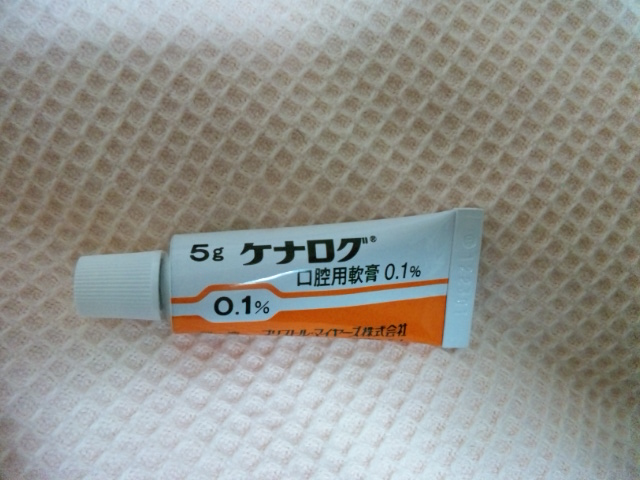 5g ケナログ®
口腔用軟膏 0.1%
0.1%
ブリストル・マイヤーズ株式会社